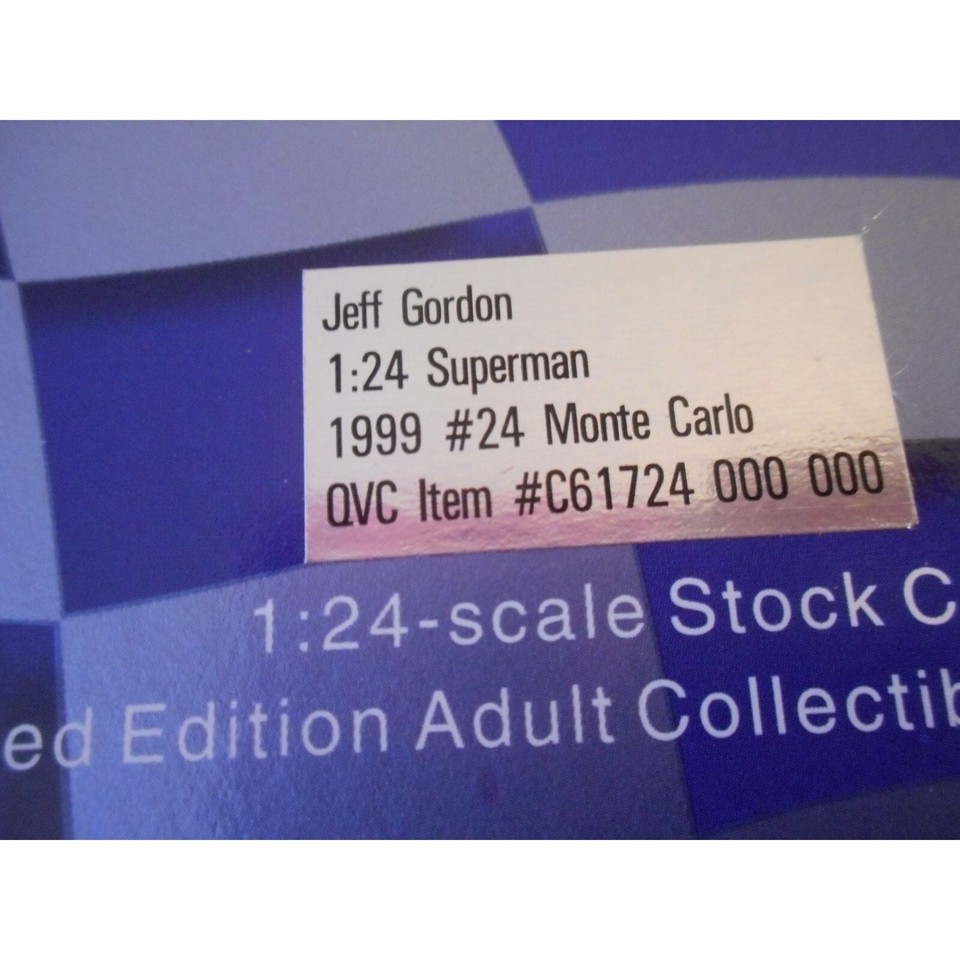 Jeff Gordon
1:24 Superman
1999 #24 Monte Carlo
QVC Item #C61724 000 000
1:24-scale Stock C
ed Edition Adult Collectib